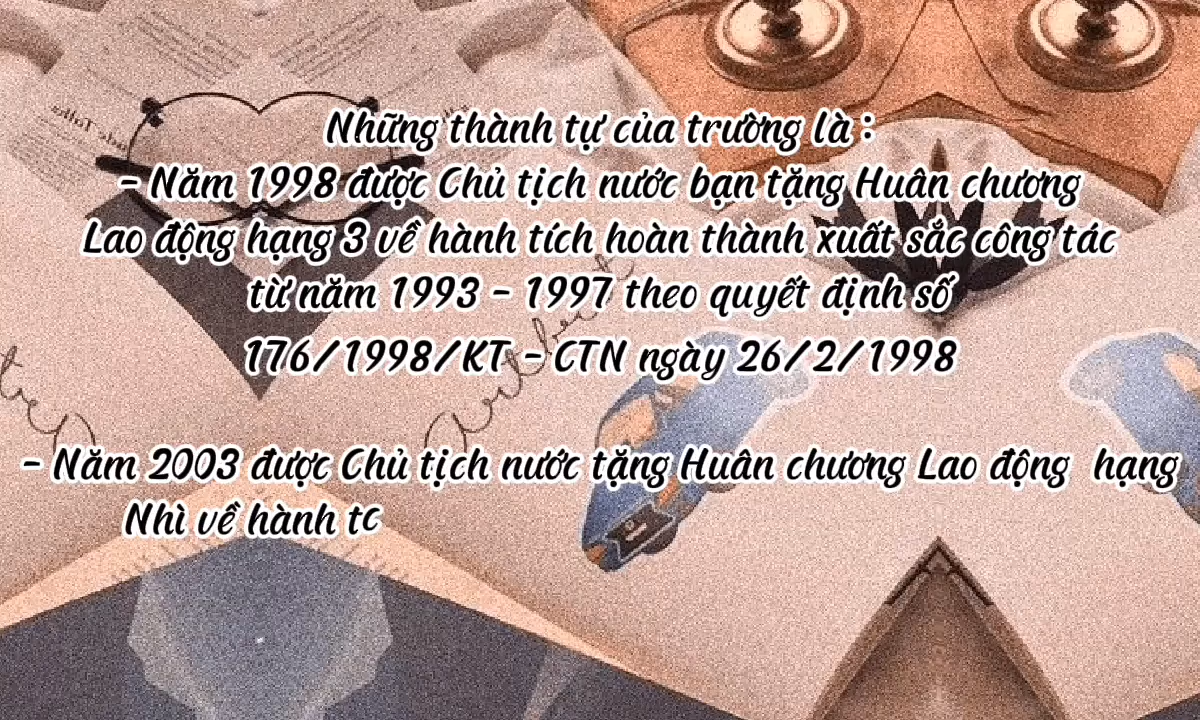 Những thành tự của trường là :
- Năm 1998 được Chủ tịch nước bạn tặng Huân chương
Lao động hạng 3 về hành tích hoàn thành xuất sắc công tác
từ năm 1993 - 1997 theo quyết định số
176/1998/KT - CTN ngày 26/2/1998
- Năm 2003 được Chủ tịch nước tặng Huân chương Lao động hạng
Nhì về hành tc